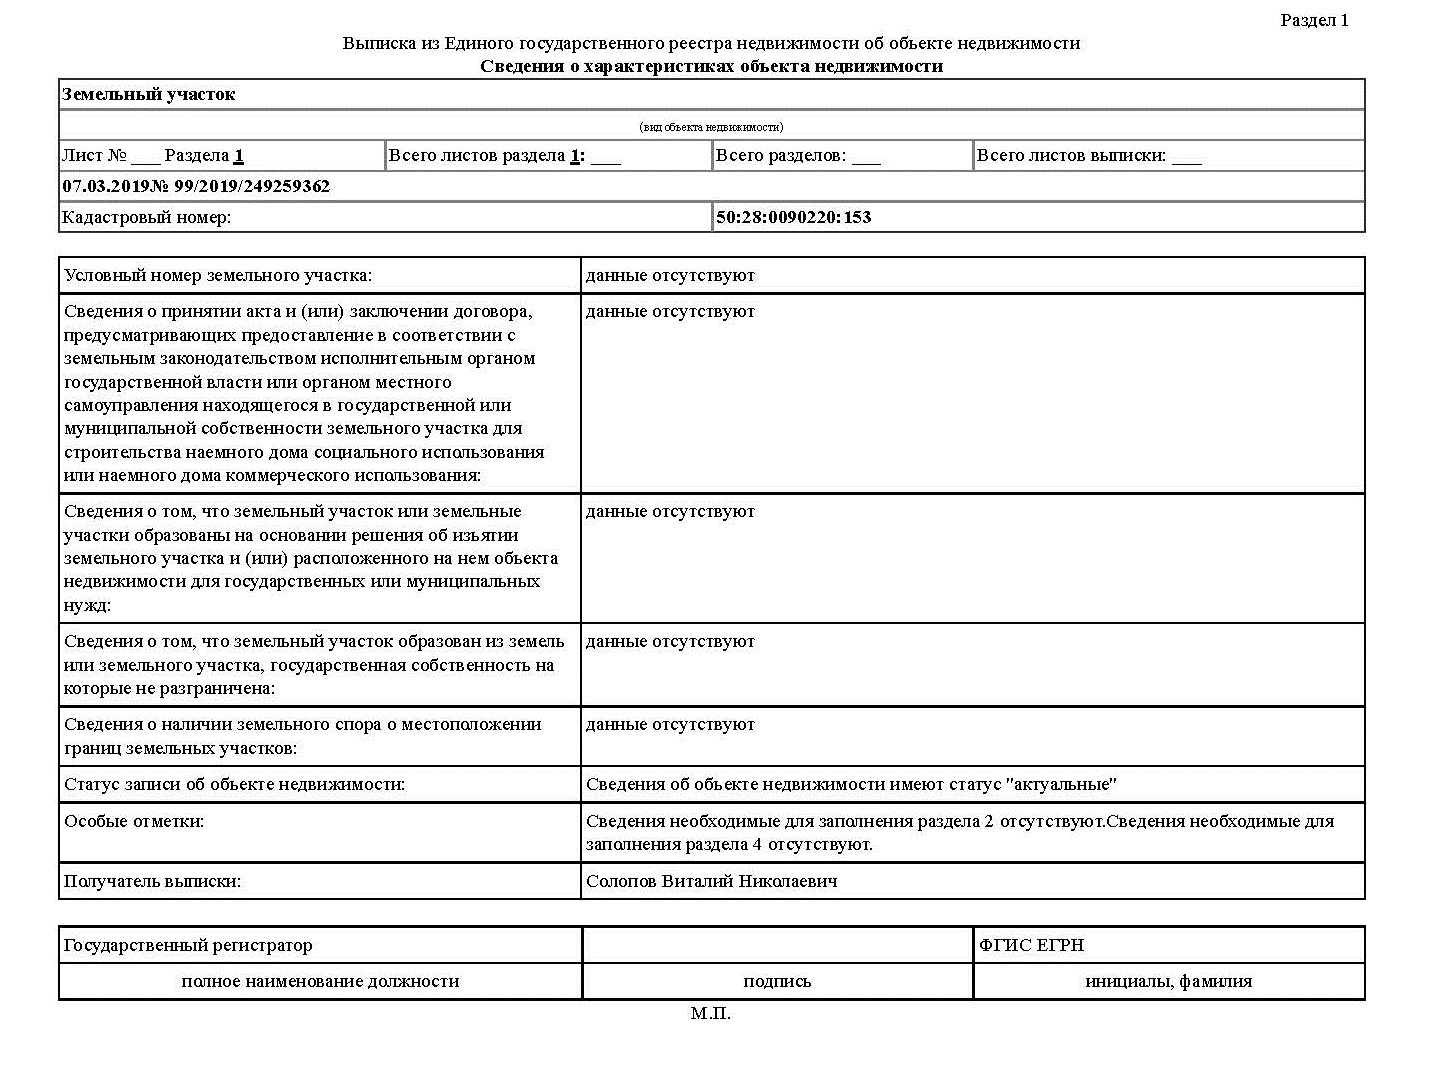 Раздел 1
Выписка из Единого государственного реестра недвижимости об объекте недвижимости
Сведения о характеристиках объекта недвижимости
Земельный участок
(вид объекта недвижимости)
Лист № ___ Раздела 1 Всего листов раздела 1: ___ Всего разделов: ___ Всего листов выписки: ___
07.03.2019№ 99/2019/249259362
Кадастровый номер: 50:28:0090220:153
Условный номер земельного участка: данные отсутствуют
Сведения о принятии акта и (или) заключении договора, данные отсутствуют
предусматривающих предоставление в соответствии с
земельным законодательством исполнительным органом
государственной власти или органом местного
самоуправления находящегося в государственной или
муниципальной собственности земельного участка для
строительства наемного дома социального использования
или наемного дома коммерческого использования:
Сведения о том, что земельный участок или земельные данные отсутствуют
участки образованы на основании решения об изъятии
земельного участка и (или) расположенного на нем объекта
недвижимости для государственных или муниципальных
нужд:
Сведения о том, что земельный участок образован из земель данные отсутствуют
или земельного участка, государственная собственность на
которые не разграничена:
Сведения о наличии земельного спора о местоположении данные отсутствуют
границ земельных участков:
Статус записи об объекте недвижимости: Сведения об объекте недвижимости имеют статус "актуальные"
Особые отметки: Сведения необходимые для заполнения раздела 2 отсутствуют.Сведения необходимые для
заполнения раздела 4 отсутствуют.
Получатель выписки: Солопов Виталий Николаевич
Государственный регистратор ФГИС ЕГРН
полное наименование должности подпись инициалы, фамилия
М.П.